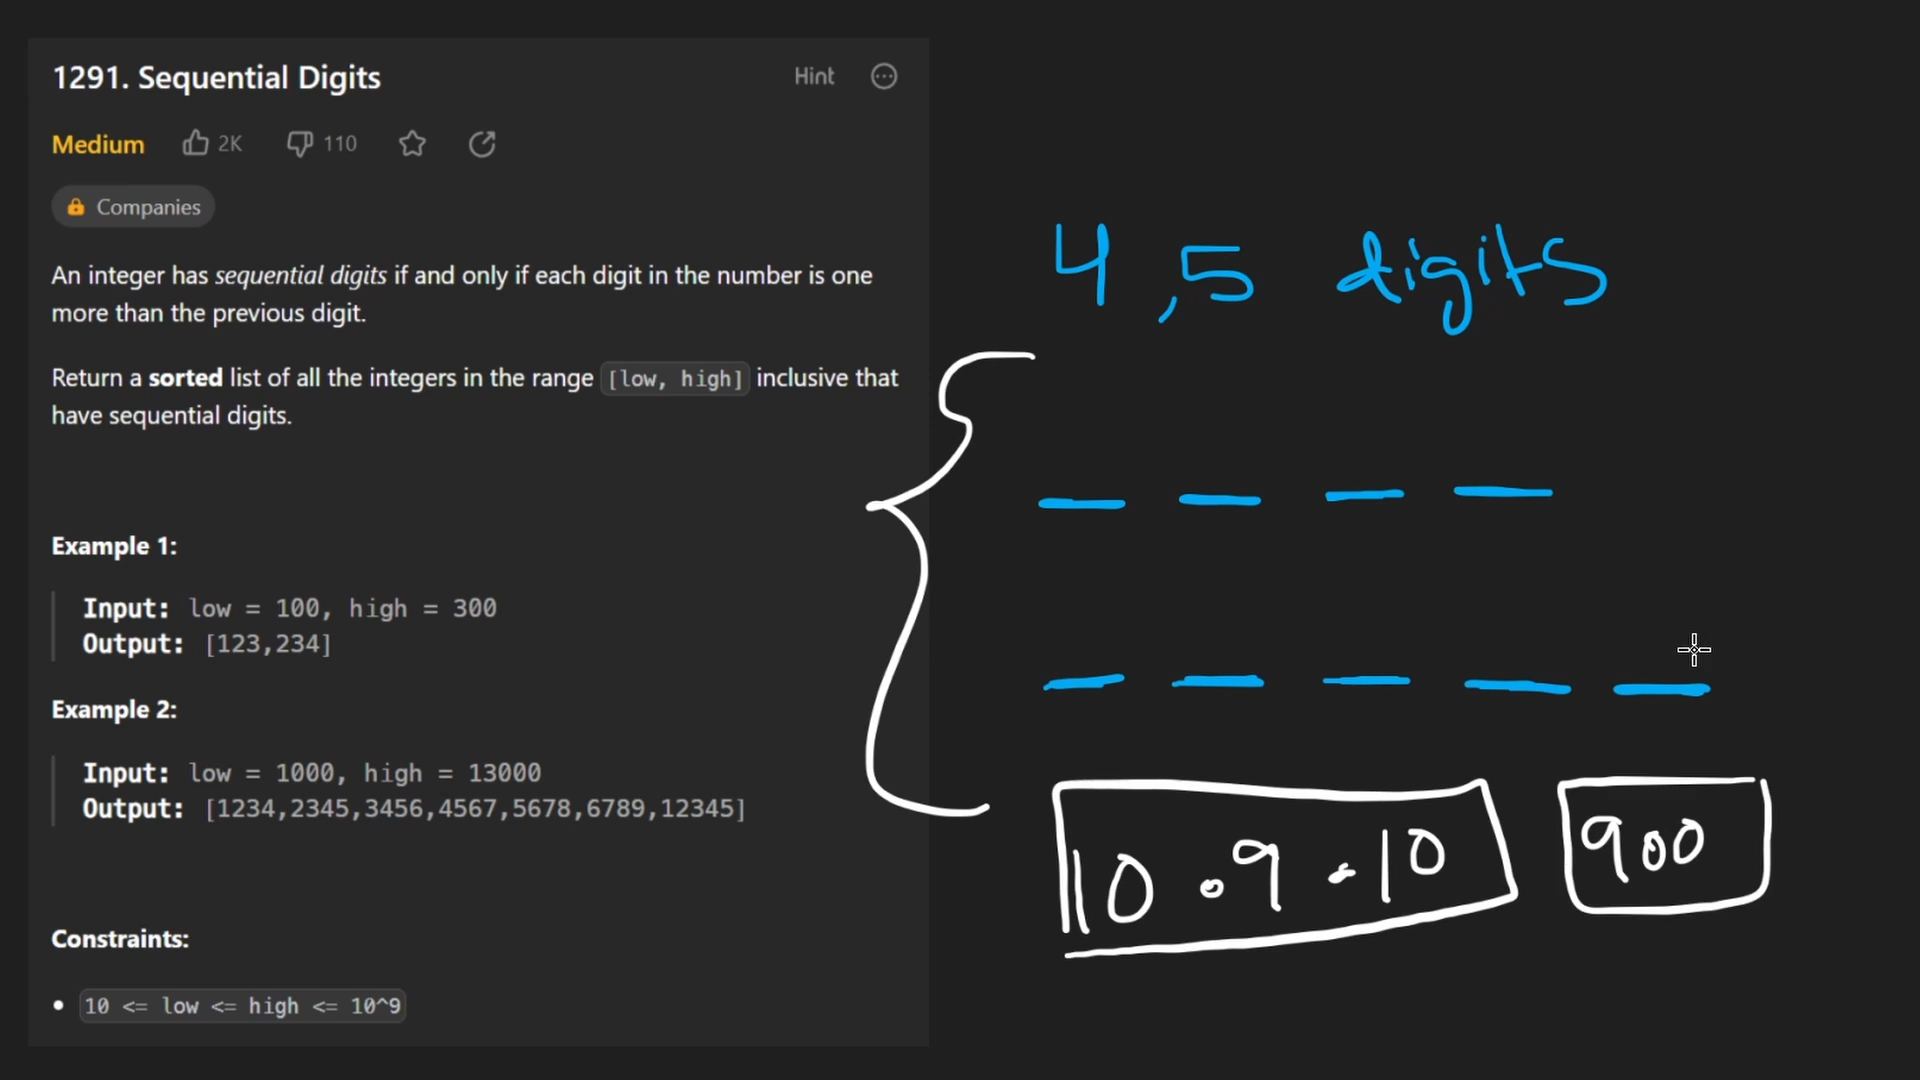 1291. Sequential Digits
Hint
Medium 2K 110
Companies
An integer has sequential digits if and only if each digit in the number is one
more than the previous digit.
Return a sorted list of all the integers in the range [low, high] inclusive that
have sequential digits.
Example 1:
Input: low = 100, high = 300
Output: [123,234]
Example 2:
Input: low = 1000, high = 13000
Output: [1234,2345,3456,4567,5678,6789,12345]
Constraints:
• 10 <= low <= high <= 10^9
4,5 digits
10 · 9 · 10
900